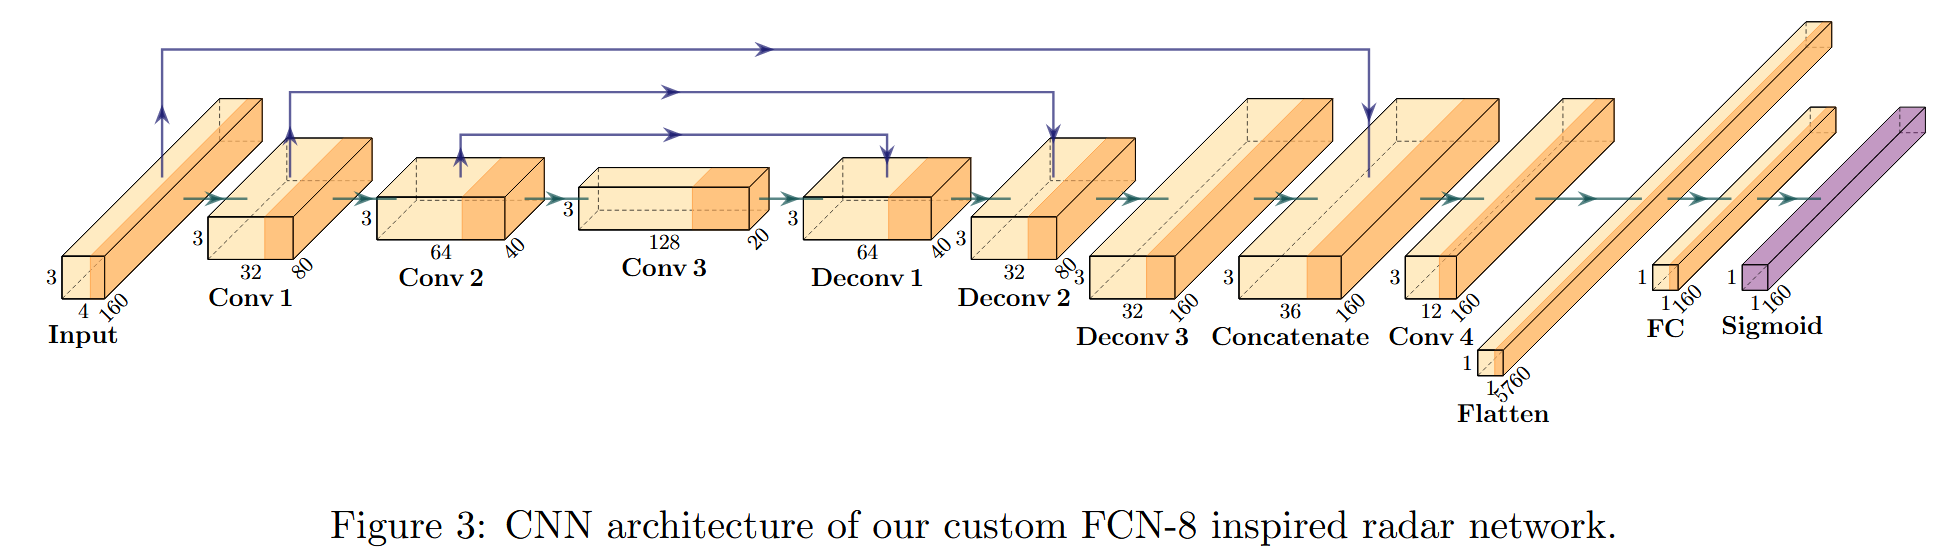 3
4
160
Input
3
32
80
Conv 1
3
64
40
Conv 2
3
128
20
Conv 3
3
64
40
Deconv 1
3
32
80
Deconv 2
3
32
160
Deconv 3
3
36
160
Concatenate
3
12
160
Conv 4
1
1
5760
Flatten
1
1
160
FC
1
1
160
Sigmoid
Figure 3: CNN architecture of our custom FCN-8 inspired radar network.